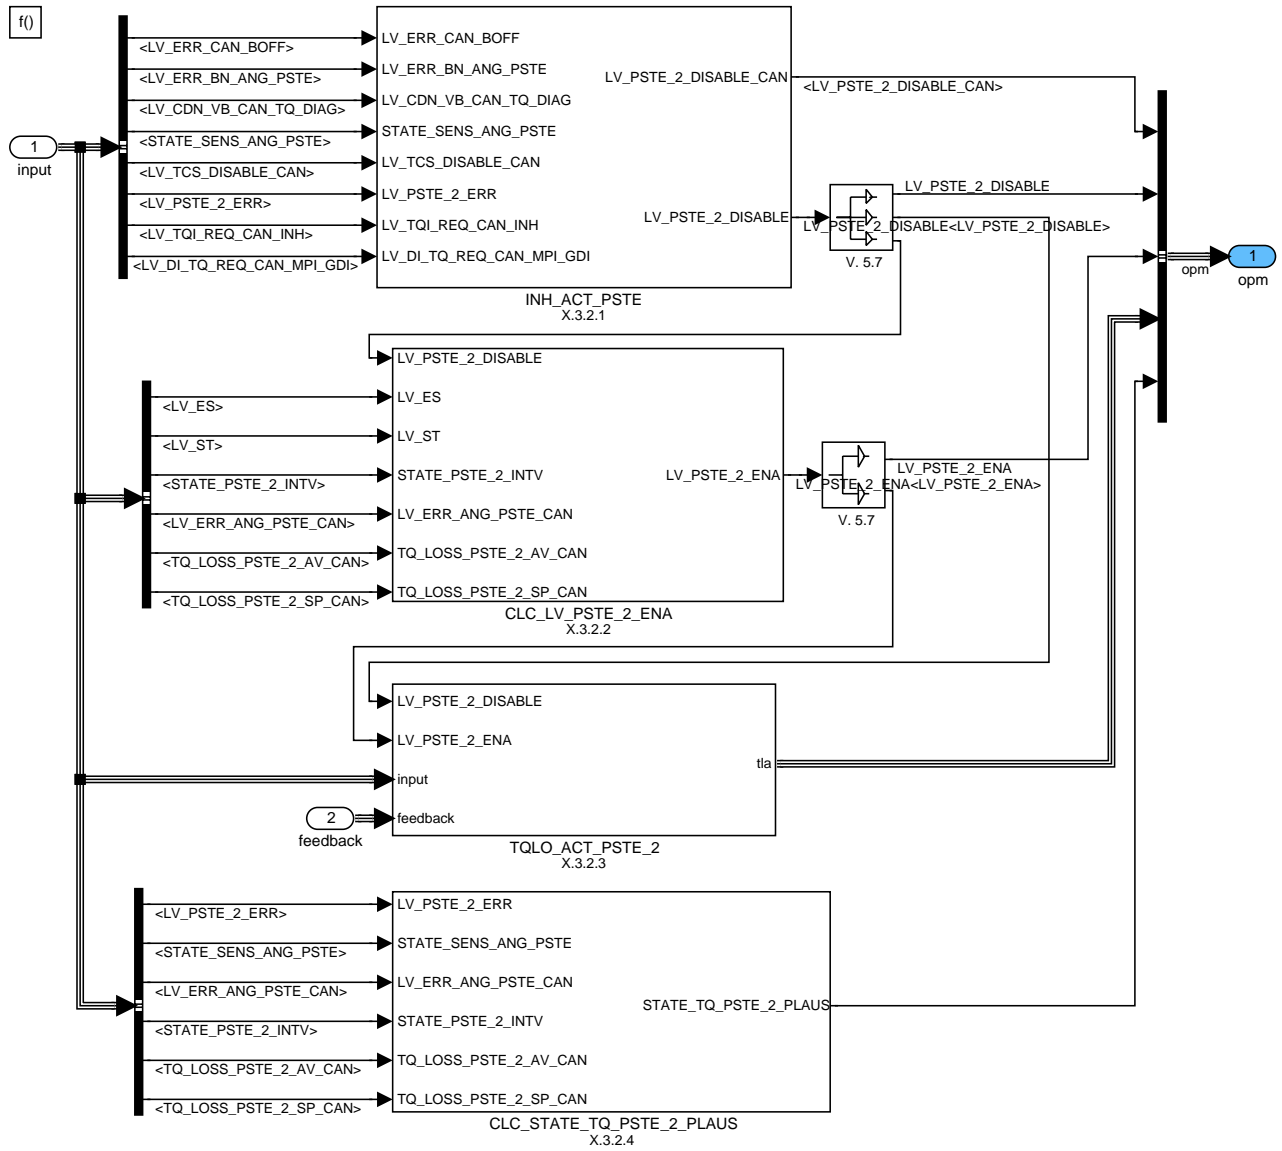 f()
1
input
<LV_ERR_CAN_BOFF>
<LV_ERR_BN_ANG_PSTE>
<LV_CDN_VB_CAN_TQ_DIAG>
<STATE_SENS_ANG_PSTE>
<LV_TCS_DISABLE_CAN>
<LV_PSTE_2_ERR>
<LV_TQI_REQ_CAN_INH>
<LV_DI_TQ_REQ_CAN_MPI_GDI>
LV_ERR_CAN_BOFF
LV_ERR_BN_ANG_PSTE
LV_CDN_VB_CAN_TQ_DIAG
STATE_SENS_ANG_PSTE
LV_TCS_DISABLE_CAN
LV_PSTE_2_ERR
LV_TQI_REQ_CAN_INH
LV_DI_TQ_REQ_CAN_MPI_GDI
LV_PSTE_2_DISABLE_CAN
LV_PSTE_2_DISABLE
INH_ACT_PSTE
X.3.2.1
<LV_PSTE_2_DISABLE_CAN>
LV_PSTE_2_DISABLE
LV_PSTE_2_DISABLE<LV_PSTE_2_DISABLE>
V. 5.7
opm
1
opm
<LV_ES>
<LV_ST>
<STATE_PSTE_2_INTV>
<LV_ERR_ANG_PSTE_CAN>
<TQ_LOSS_PSTE_2_AV_CAN>
<TQ_LOSS_PSTE_2_SP_CAN>
LV_PSTE_2_DISABLE
LV_ES
LV_ST
STATE_PSTE_2_INTV
LV_ERR_ANG_PSTE_CAN
TQ_LOSS_PSTE_2_AV_CAN
TQ_LOSS_PSTE_2_SP_CAN
LV_PSTE_2_ENA
CLC_LV_PSTE_2_ENA
X.3.2.2
LV_PSTE_2_ENA
LV_PSTE_2_ENA<LV_PSTE_2_ENA>
V. 5.7
LV_PSTE_2_DISABLE
LV_PSTE_2_ENA
input
feedback
tla
2
feedback
TQLO_ACT_PSTE_2
X.3.2.3
<LV_PSTE_2_ERR>
<STATE_SENS_ANG_PSTE>
<LV_ERR_ANG_PSTE_CAN>
<STATE_PSTE_2_INTV>
<TQ_LOSS_PSTE_2_AV_CAN>
<TQ_LOSS_PSTE_2_SP_CAN>
LV_PSTE_2_ERR
STATE_SENS_ANG_PSTE
LV_ERR_ANG_PSTE_CAN
STATE_PSTE_2_INTV
TQ_LOSS_PSTE_2_AV_CAN
TQ_LOSS_PSTE_2_SP_CAN
STATE_TQ_PSTE_2_PLAUS
CLC_STATE_TQ_PSTE_2_PLAUS
X.3.2.4